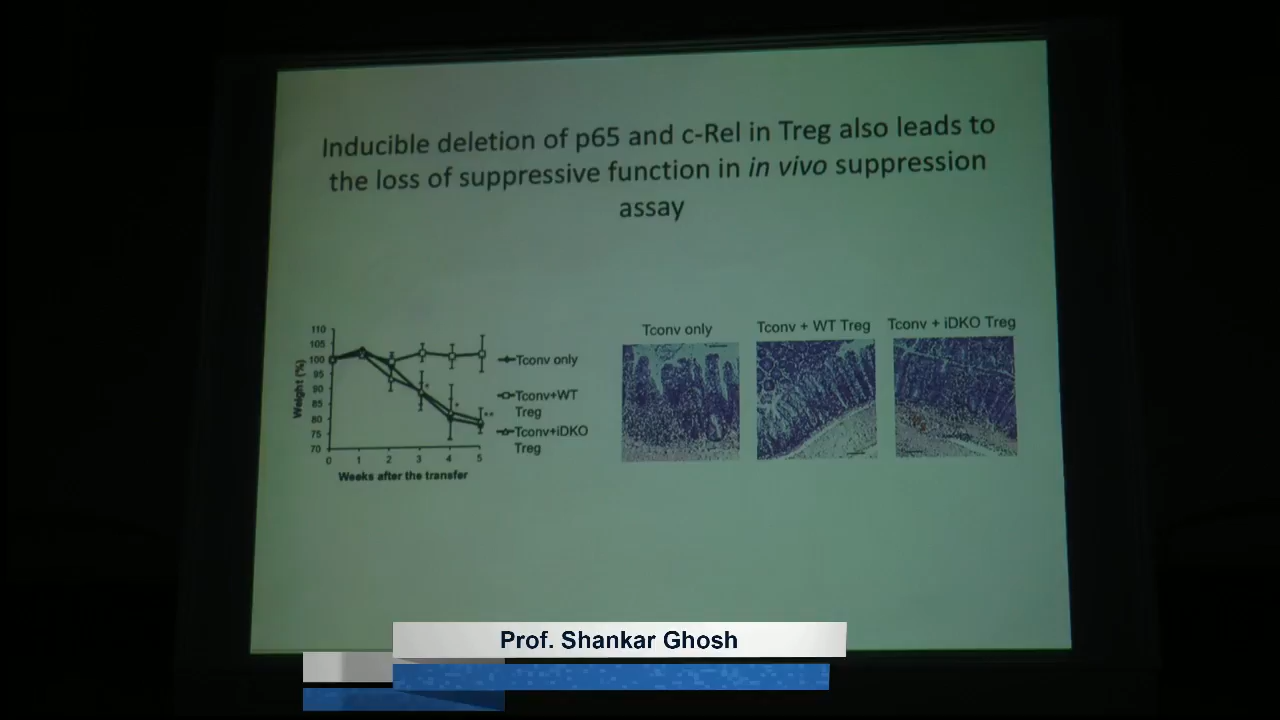 Inducible deletion of p65 and c-Rel in Treg also leads to
the loss of suppressive function in in vivo suppression
assay
110
105
100
95
90
85
80
75
70
Weight (%)
0 1 2 3 4 5
Weeks after the transfer
*
*
**
Tconv only
Tconv+WT
Treg
Tconv+iDKO
Treg
Tconv only
Tconv + WT Treg
Tconv + iDKO Treg
Prof. Shankar Ghosh